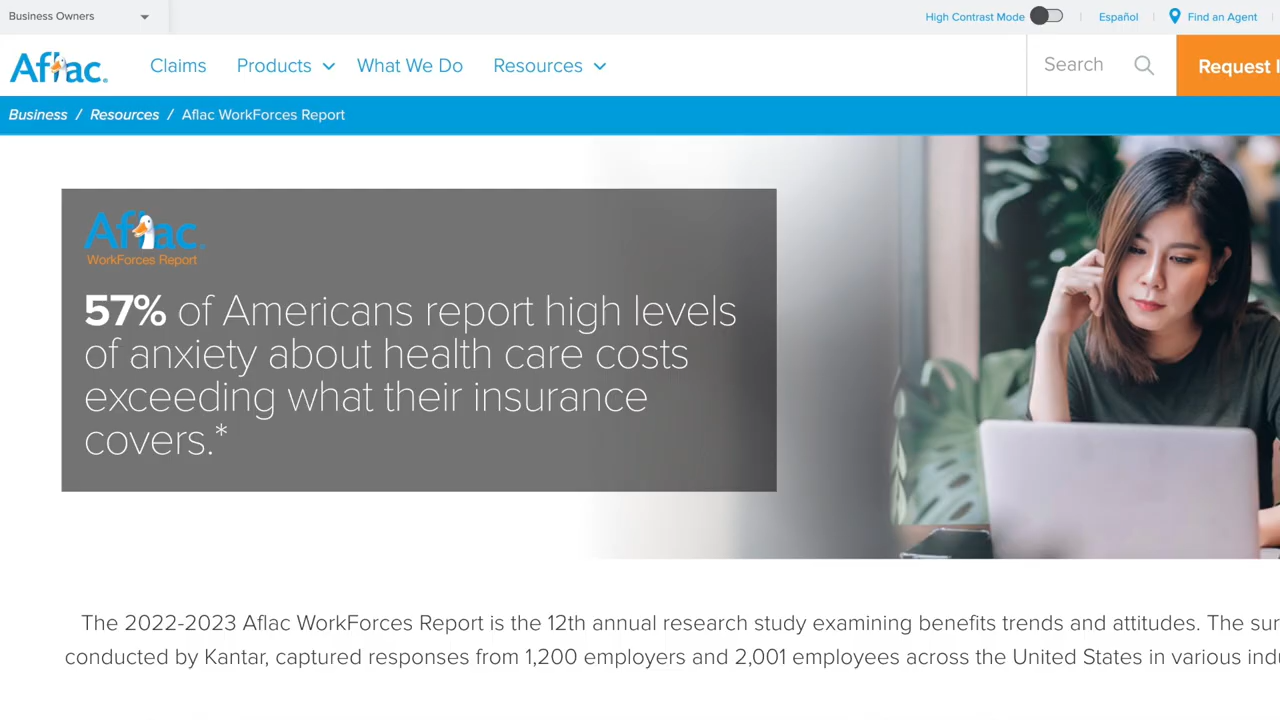 Business Owners
High Contrast Mode
Español
Find an Agent
Aflac
Claims
Products
What We Do
Resources
Search
Request
Business / Resources / Aflac WorkForces Report
Aflac
WorkForces Report
57% of Americans report high levels
of anxiety about health care costs
exceeding what their insurance
covers.*
The 2022-2023 Aflac WorkForces Report is the 12th annual research study examining benefits trends and attitudes. The
conducted by Kantar, captured responses from 1,200 employers and 2,001 employees across the United States in various